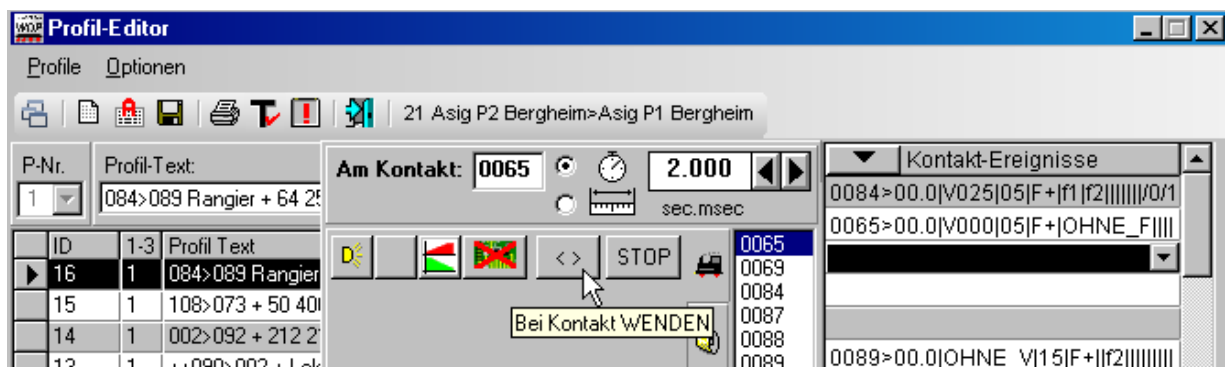 WDP Profil-Editor
Profile Optionen
21 Asig P2 Bergheim>Asig P1 Bergheim
P-Nr. Profil-Text:
1 084>089 Rangier + 64 25
Am Kontakt: 0065 2.000
sec.msec
Kontakt-Ereignisse
0084>00.0|V025|05|F+|f1|f2|||||||/0/1
0065>00.0|V000|05|F+|OHNE_F||||
ID 1-3 Profil Text
16 1 084>089 Rangier
15 1 108>073 + 50 40
14 1 002>092 + 212 2
< > STOP
Bei Kontakt WENDEN
0065
0069
0084
0087
0088
0089
0089>00.0|OHNE_V|15|F+||f2|||||||||